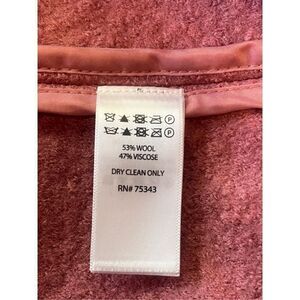 53% WOOL
47% VISCOSE
DRY CLEAN ONLY
RN# 75343